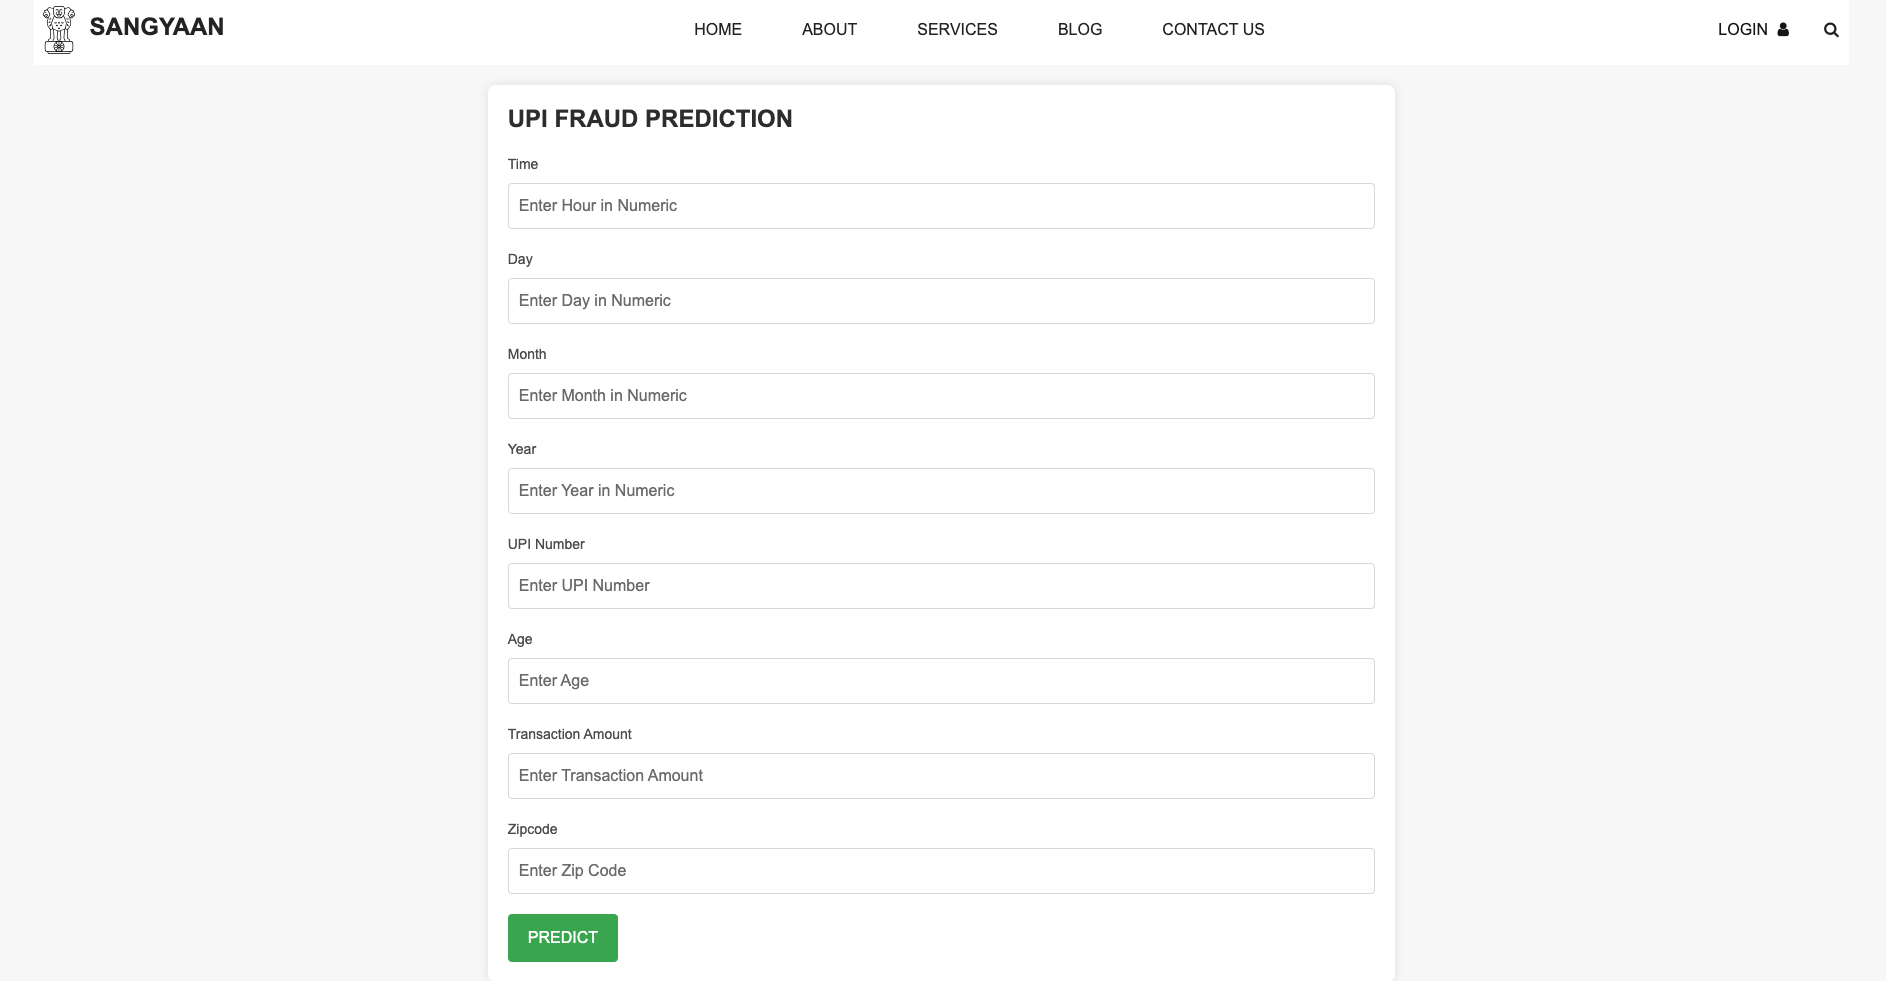 SANGYAAN
HOME ABOUT SERVICES BLOG CONTACT US
LOGIN
UPI FRAUD PREDICTION
Time
Enter Hour in Numeric
Day
Enter Day in Numeric
Month
Enter Month in Numeric
Year
Enter Year in Numeric
UPI Number
Enter UPI Number
Age
Enter Age
Transaction Amount
Enter Transaction Amount
Zipcode
Enter Zip Code
PREDICT